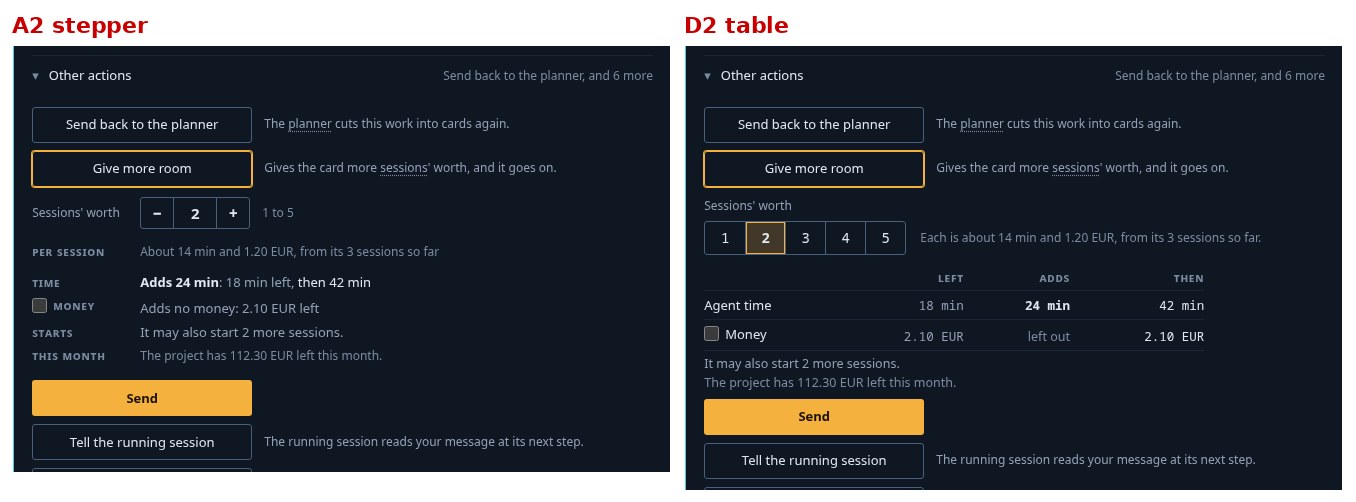 A2 stepper
▾ Other actions Send back to the planner, and 6 more
Send back to the planner The planner cuts this work into cards again.
Give more room Gives the card more sessions' worth, and it goes on.
Sessions' worth − 2 + 1 to 5
PER SESSION About 14 min and 1.20 EUR, from its 3 sessions so far
TIME Adds 24 min: 18 min left, then 42 min
MONEY Adds no money: 2.10 EUR left
STARTS It may also start 2 more sessions.
THIS MONTH The project has 112.30 EUR left this month.
Send
Tell the running session The running session reads your message at its next step.
D2 table
▾ Other actions Send back to the planner, and 6 more
Send back to the planner The planner cuts this work into cards again.
Give more room Gives the card more sessions' worth, and it goes on.
Sessions' worth
1 2 3 4 5 Each is about 14 min and 1.20 EUR, from its 3 sessions so far.
LEFT ADDS THEN
Agent time 18 min 24 min 42 min
Money 2.10 EUR left out 2.10 EUR
It may also start 2 more sessions.
The project has 112.30 EUR left this month.
Send
Tell the running session The running session reads your message at its next step.